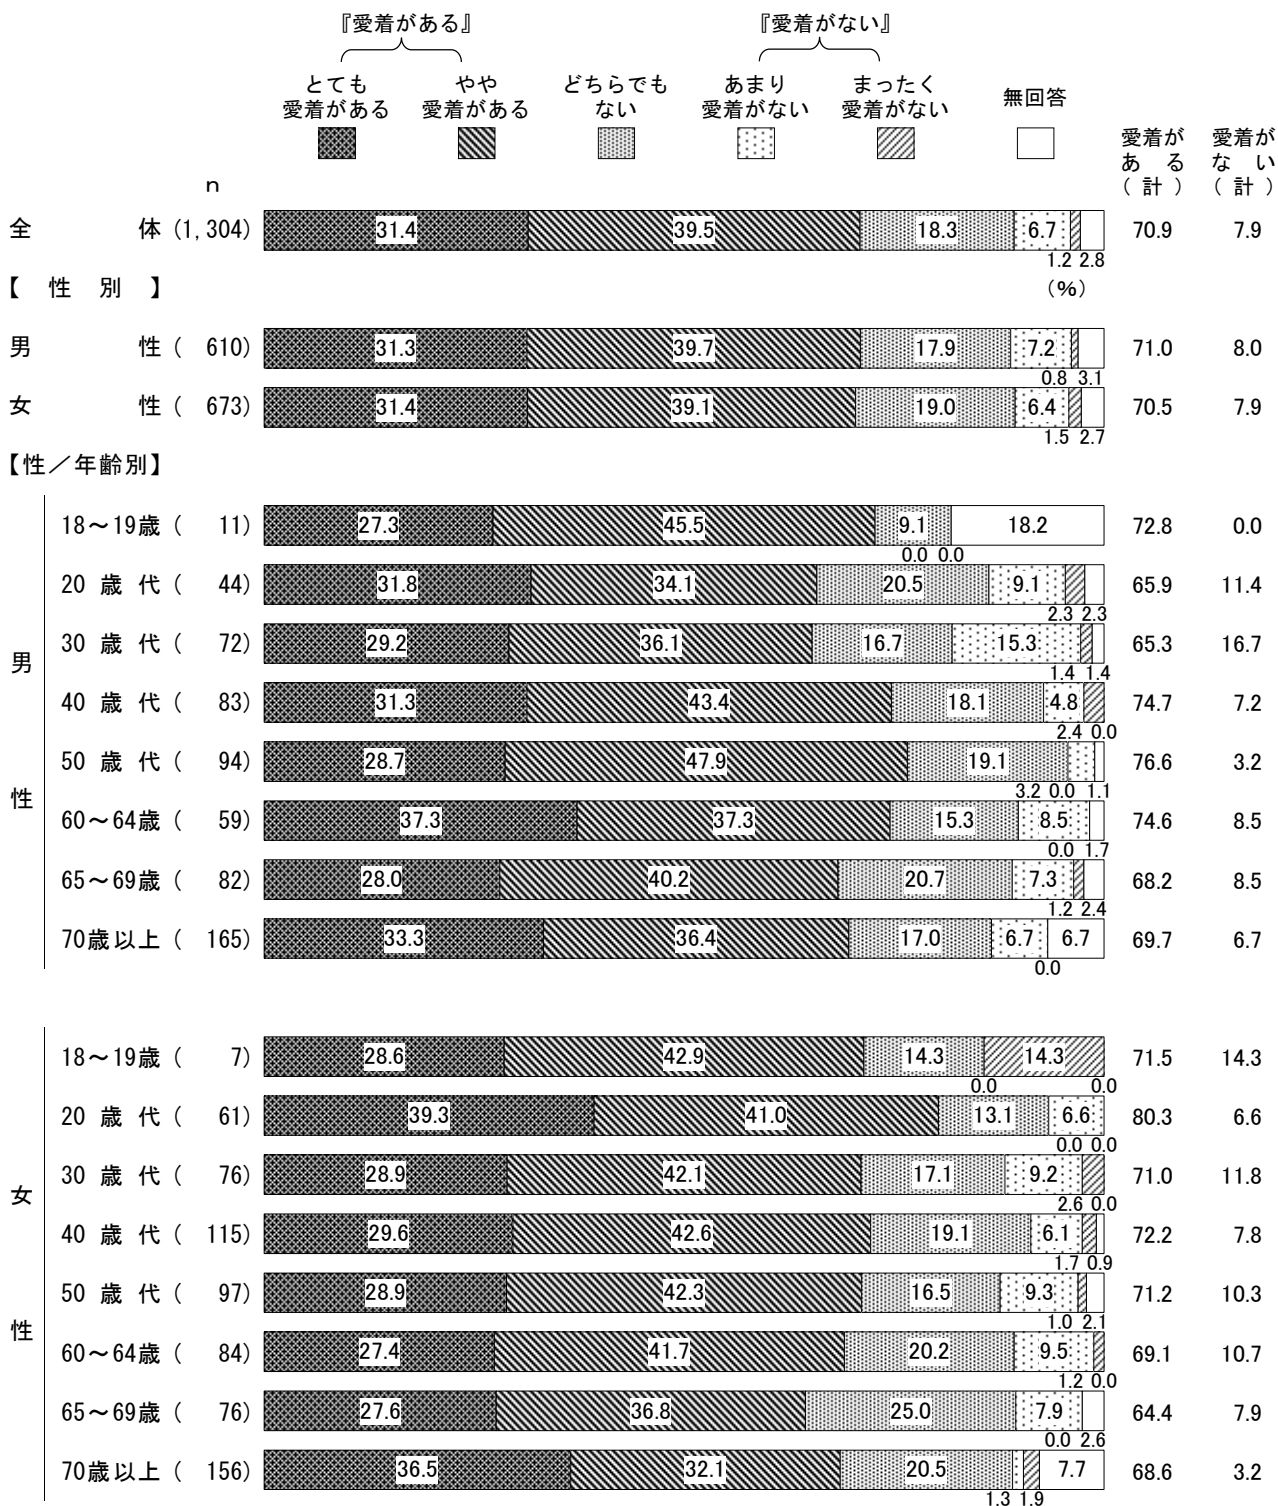 『愛着がある』 『愛着がない』
とても やや どちらでも あまり まったく
愛着がある 愛着がある ない 愛着がない 愛着がない 無回答
愛着が 愛着が
あ る な い
n （計） （計）
全 体 (1,304) 31.4 39.5 18.3 6.7 70.9 7.9
1.2 2.8
【 性 別 】 （％）
男 性 ( 610) 31.3 39.7 17.9 7.2 71.0 8.0
0.8 3.1
女 性 ( 673) 31.4 39.1 19.0 6.4 70.5 7.9
1.5 2.7
【性／年齢別】
男性
18～19歳 ( 11) 27.3 45.5 9.1 18.2 72.8 0.0
0.0 0.0
20 歳 代 ( 44) 31.8 34.1 20.5 9.1 65.9 11.4
2.3 2.3
30 歳 代 ( 72) 29.2 36.1 16.7 15.3 65.3 16.7
1.4 1.4
40 歳 代 ( 83) 31.3 43.4 18.1 4.8 74.7 7.2
2.4 0.0
50 歳 代 ( 94) 28.7 47.9 19.1 76.6 3.2
3.2 0.0 1.1
60～64歳 ( 59) 37.3 37.3 15.3 8.5 74.6 8.5
0.0 1.7
65～69歳 ( 82) 28.0 40.2 20.7 7.3 68.2 8.5
1.2 2.4
70歳以上 ( 165) 33.3 36.4 17.0 6.7 6.7 69.7 6.7
0.0
女性
18～19歳 ( 7) 28.6 42.9 14.3 14.3 71.5 14.3
0.0 0.0
20 歳 代 ( 61) 39.3 41.0 13.1 6.6 80.3 6.6
0.0 0.0
30 歳 代 ( 76) 28.9 42.1 17.1 9.2 71.0 11.8
2.6 0.0
40 歳 代 ( 115) 29.6 42.6 19.1 6.1 72.2 7.8
1.7 0.9
50 歳 代 ( 97) 28.9 42.3 16.5 9.3 71.2 10.3
1.0 2.1
60～64歳 ( 84) 27.4 41.7 20.2 9.5 69.1 10.7
1.2 0.0
65～69歳 ( 76) 27.6 36.8 25.0 7.9 64.4 7.9
0.0 2.6
70歳以上 ( 156) 36.5 32.1 20.5 7.7 68.6 3.2
1.3 1.9